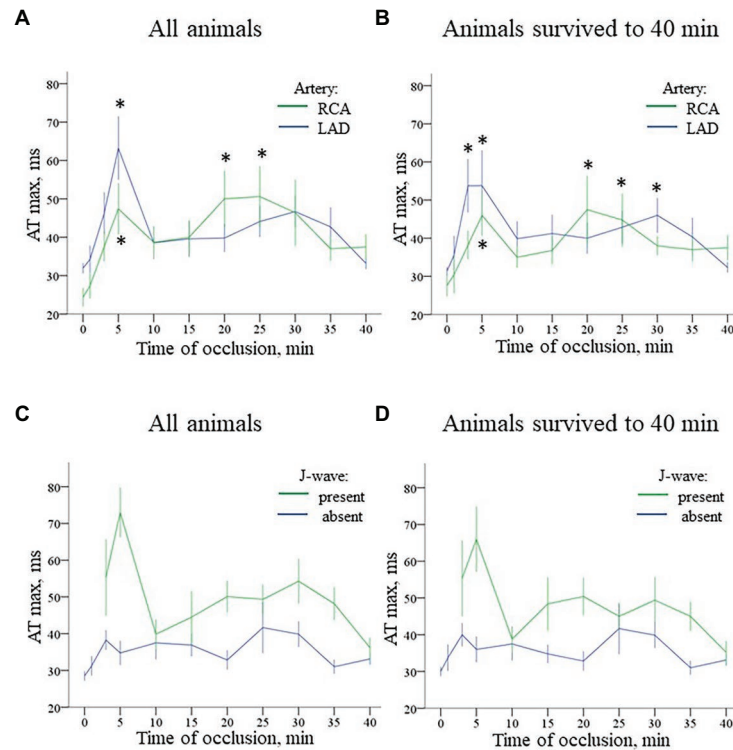 A
All animals
80
70
60
50
40
30
20
AT max, ms
Artery:
RCA
LAD
*
*
*
*
0
5
10
15
20
25
30
35
40
Time of occlusion, min
B
Animals survived to 40 min
80
70
60
50
40
30
20
AT max, ms
Artery:
RCA
LAD
*
*
*
*
*
*
0
5
10
15
20
25
30
35
40
Time of occlusion, min
C
All animals
80
70
60
50
40
30
20
AT max, ms
J-wave:
present
absent
0
5
10
15
20
25
30
35
40
Time of occlusion, min
D
Animals survived to 40 min
80
70
60
50
40
30
20
AT max, ms
J-wave:
present
absent
0
5
10
15
20
25
30
35
40
Time of occlusion, min